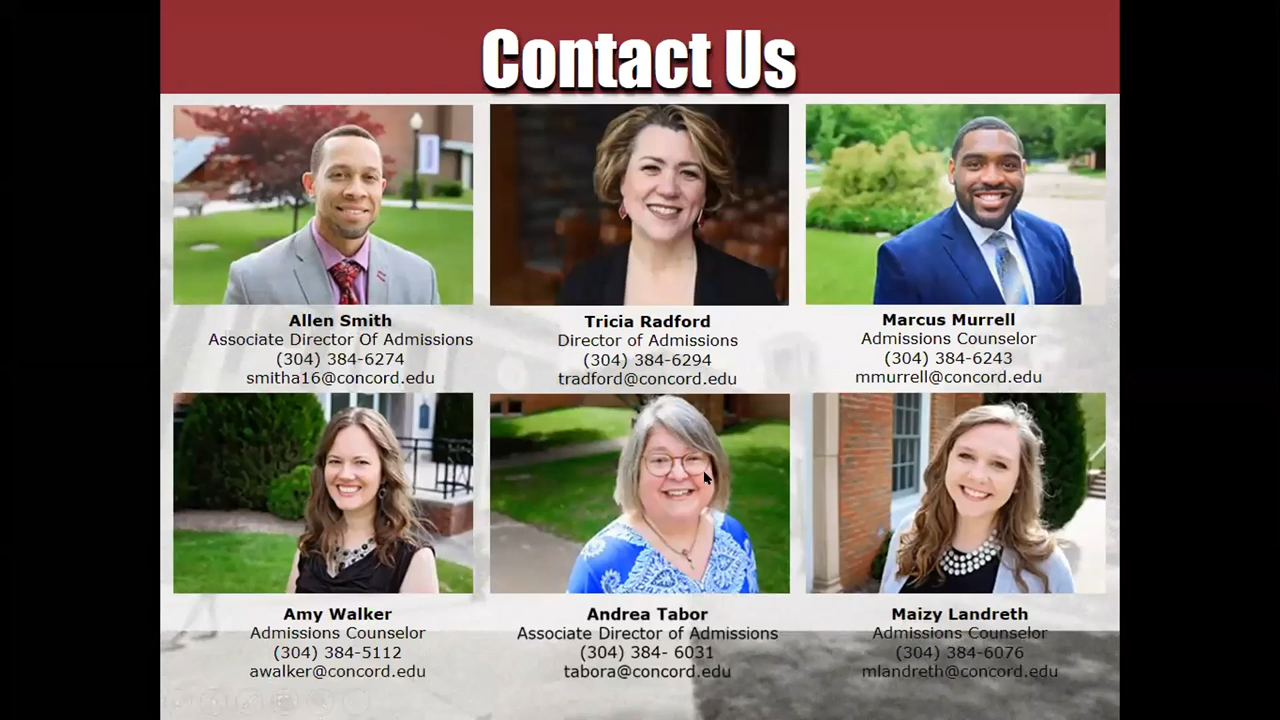 Contact Us
Allen Smith
Associate Director Of Admissions
(304) 384-6274
smitha16@concord.edu
Tricia Radford
Director of Admissions
(304) 384-6294
tradford@concord.edu
Marcus Murrell
Admissions Counselor
(304) 384-6243
mmurrell@concord.edu
Amy Walker
Admissions Counselor
(304) 384-5112
awalker@concord.edu
Andrea Tabor
Associate Director of Admissions
(304) 384- 6031
tabora@concord.edu
Maizy Landreth
Admissions Counselor
(304) 384-6076
mlandreth@concord.edu